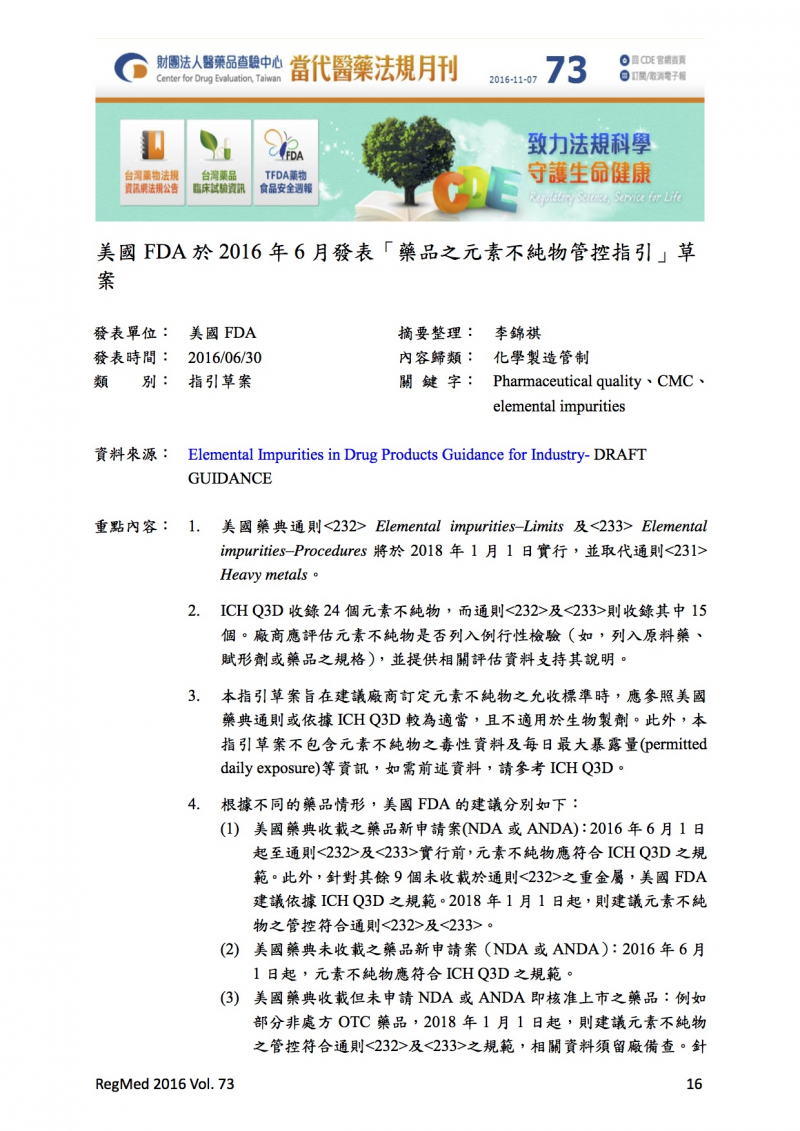 財團法人醫藥品查驗中心
Center for Drug Evaluation, Taiwan
當代醫藥法規月刊
2016-11-07
73
回 CDE 官網首頁
訂閱/取消電子報
台灣藥物法規
資訊網法規公告
台灣藥品
臨床試驗資訊
FDA
TFDA藥物
食品安全週報
CDE
致力法規科學
守護生命健康
Regulatory Science, Service for Life
美國 FDA 於 2016 年 6 月發表「藥品之元素不純物管控指引」草
案
發表單位： 美國 FDA
摘要整理： 李錦祺
發表時間： 2016/06/30
內容歸類： 化學製造管制
類 別： 指引草案
關 鍵 字： Pharmaceutical quality、CMC、
elemental impurities
資料來源： Elemental Impurities in Drug Products Guidance for Industry- DRAFT
GUIDANCE
重點內容： 1. 美國藥典通則<232> Elemental impurities–Limits 及<233> Elemental
impurities–Procedures 將於 2018 年 1 月 1 日實行，並取代通則<231>
Heavy metals。
2. ICH Q3D 收錄 24 個元素不純物，而通則<232>及<233>則收錄其中 15
個。廠商應評估元素不純物是否列入例行性檢驗（如，列入原料藥、
賦形劑或藥品之規格），並提供相關評估資料支持其說明。
3. 本指引草案旨在建議廠商訂定元素不純物之允收標準時，應參照美國
藥典通則或依據 ICH Q3D 較為適當，且不適用於生物製劑。此外，本
指引草案不包含元素不純物之毒性資料及每日最大暴露量(permitted
daily exposure)等資訊，如需前述資料，請參考 ICH Q3D。
4. 根據不同的藥品情形，美國 FDA 的建議分別如下：
(1) 美國藥典收載之藥品新申請案(NDA 或 ANDA)：2016 年 6 月 1 日
起至通則<232>及<233>實行前，元素不純物應符合 ICH Q3D 之規
範。此外，針對其餘 9 個未收載於通則<232>之重金屬，美國 FDA
建議依據 ICH Q3D 之規範。2018 年 1 月 1 日起，則建議元素不純
物之管控符合通則<232>及<233>。
(2) 美國藥典未收載之藥品新申請案（NDA 或 ANDA）：2016 年 6 月
1 日起，元素不純物應符合 ICH Q3D 之規範。
(3) 美國藥典收載但未申請 NDA 或 ANDA 即核准上市之藥品：例如
部分非處方 OTC 藥品，2018 年 1 月 1 日起，則建議元素不純物
之管控符合通則<232>及<233>之規範，相關資料須留廠備查。針
RegMed 2016 Vol. 73
16